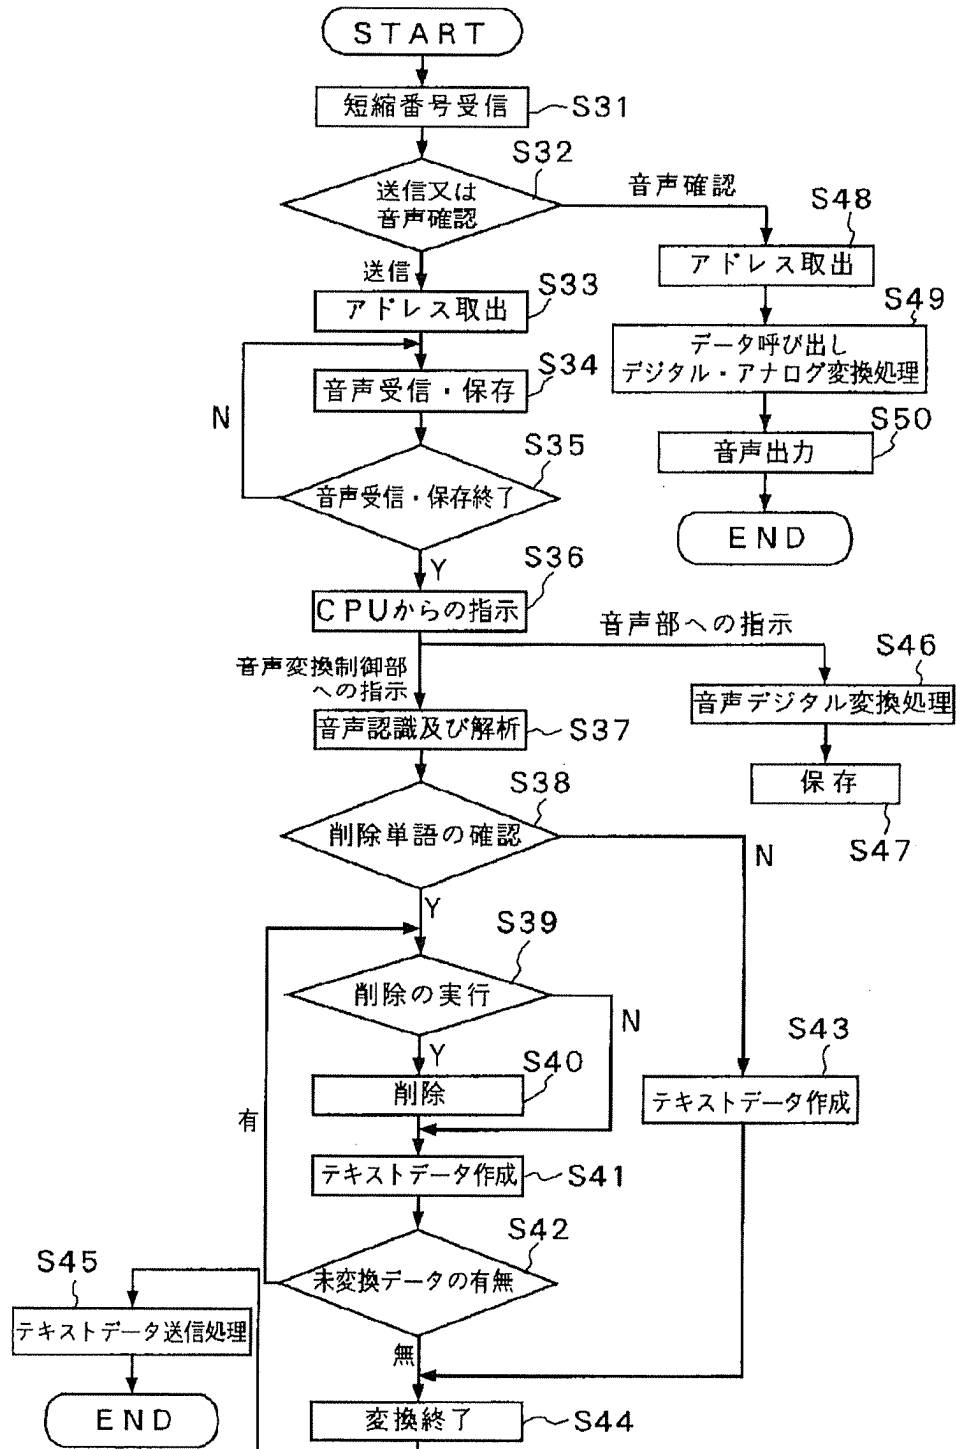 START
短縮番号受信
S31
S32
送信又は
音声確認
音声確認
送信
S48
アドレス取出
S33
アドレス取出
S49
データ呼び出し
デジタル・アナログ変換処理
S34
音声受信・保存
N
S50
音声出力
S35
音声受信・保存終了
END
Y
S36
CPUからの指示
音声部への指示
音声変換制御部
への指示
S46
音声デジタル変換処理
音声認識及び解析
S37
保存
S47
S38
削除単語の確認
N
Y
S39
削除の実行
N
Y
S40
削除
S43
テキストデータ作成
有
テキストデータ作成
S41
S42
未変換データの有無
S45
テキストデータ送信処理
無
END
変換終了
S44